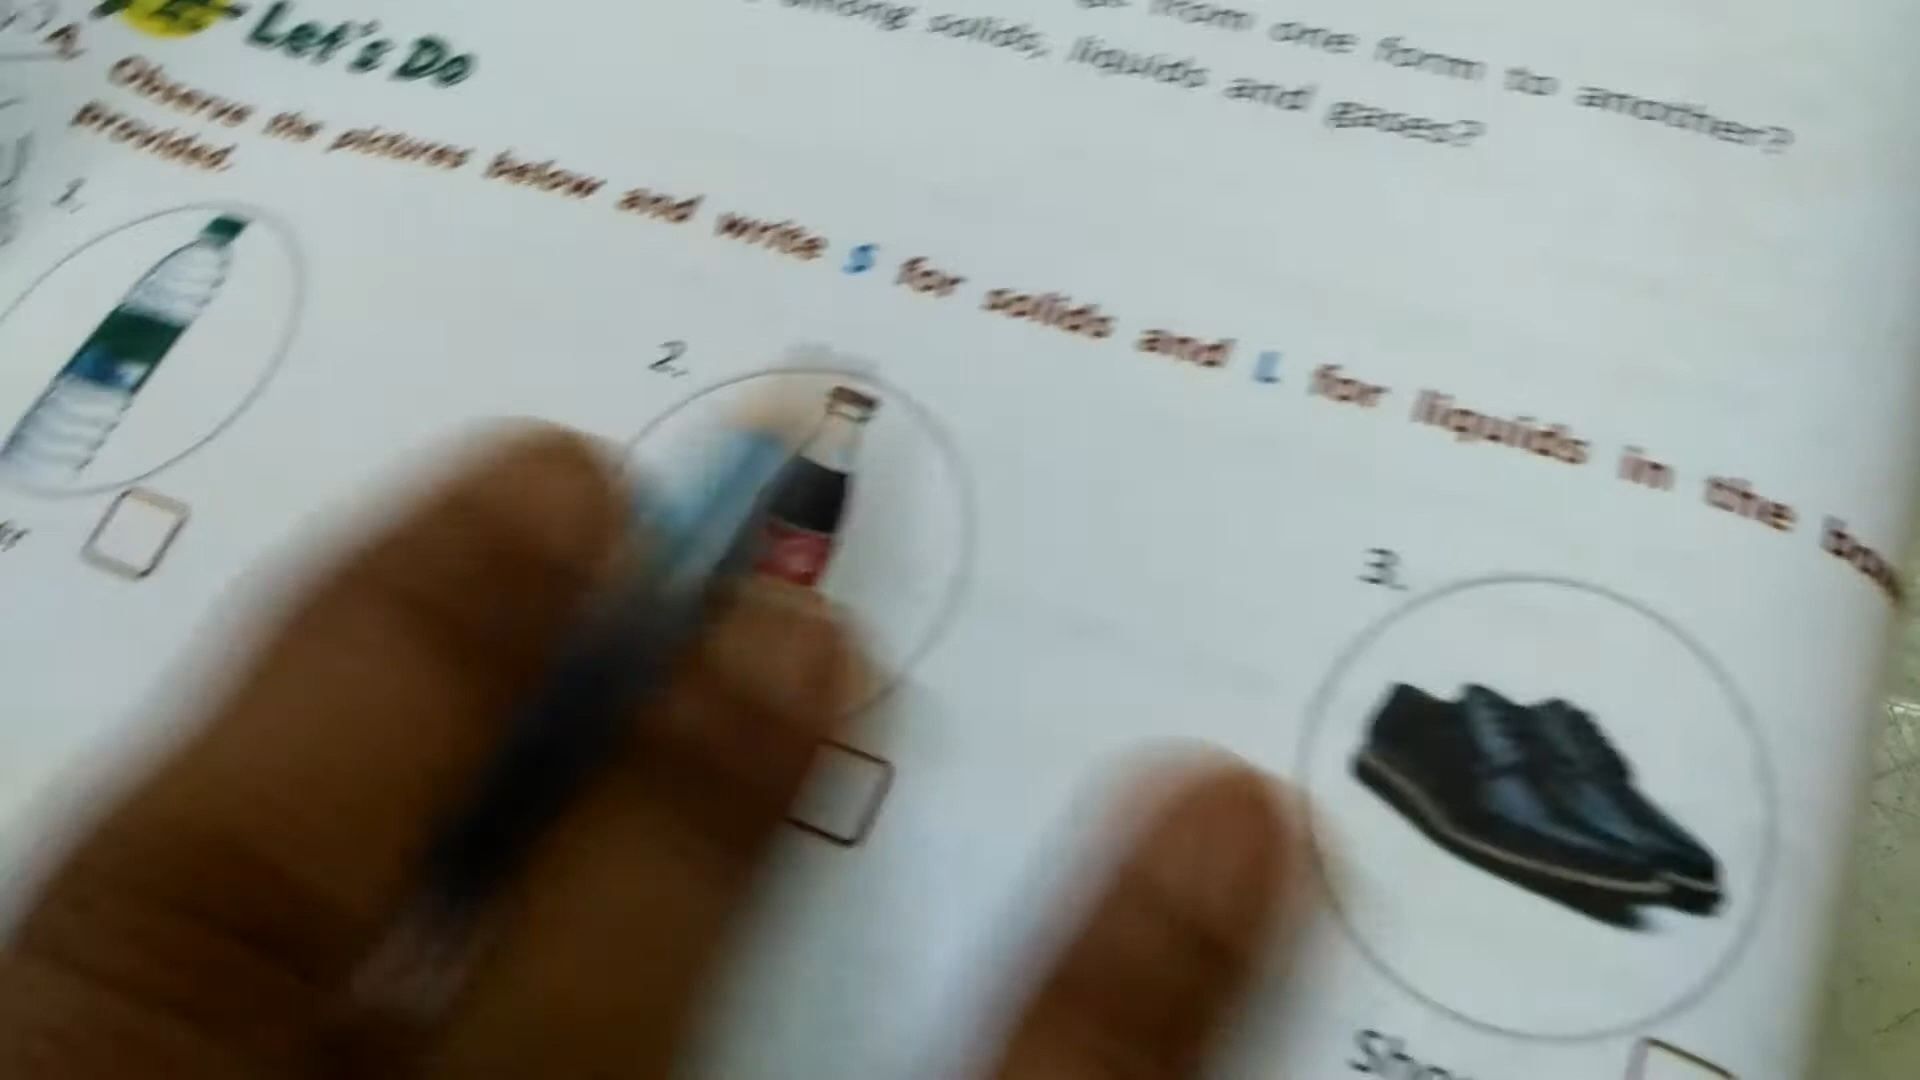 from one form to another?
among solids, liquids and gases?
Let's Do
A. Observe the pictures below and write S for solids and L for liquids in the
provided.
1.
2.
3.